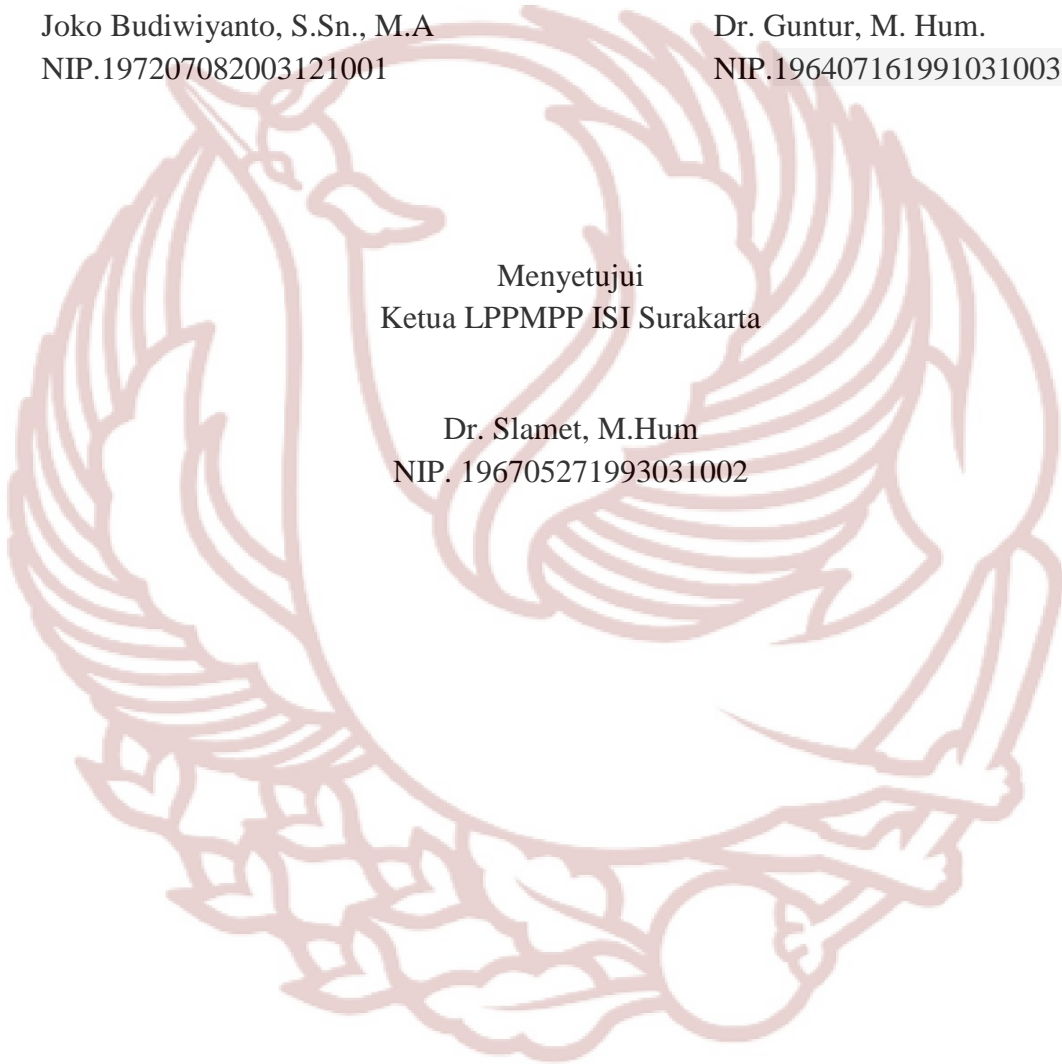 Joko Budiwiyanto, S.Sn., M.A
Dr. Guntur, M. Hum.
NIP.197207082003121001
NIP.196407161991031003
Menyetujui
Ketua LPPMPP ISI Surakarta
Dr. Slamet, M.Hum
NIP. 196705271993031002